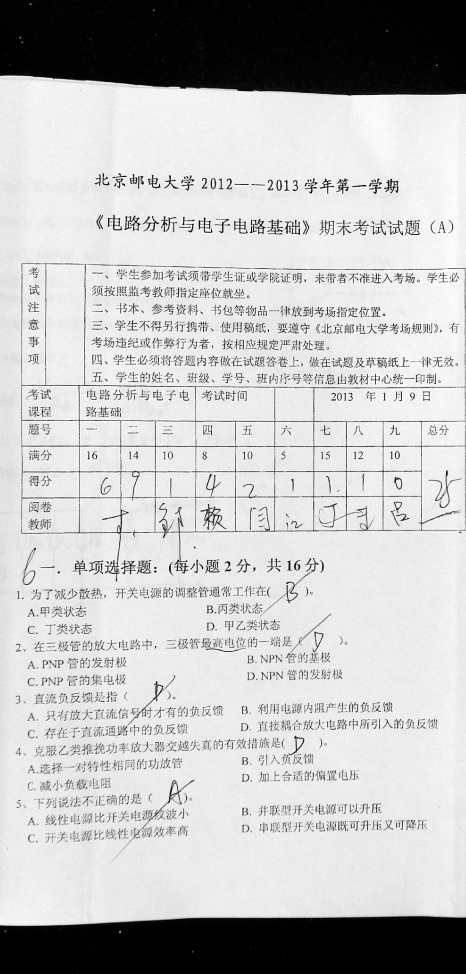 北京邮电大学 2012——2013 学年第一学期
《电路分析与电子电路基础》期末考试试题（A）
考试注意事项
一、学生参加考试须带学生证或学院证明，未带者不准进入考场。学生必
须按照监考教师指定座位就坐。
二、书本、参考资料、书包等物品一律放到考场指定位置。
三、学生不得另行携带、使用稿纸，要遵守《北京邮电大学考场规则》，有
考场违纪或作弊行为者，按相应规定严肃处理。
四、学生必须将答题内容做在试题答卷上，做在试题及草稿纸上一律无效。
五、学生的姓名、班级、学号、班内序号等信息由教材中心统一印制。
考试课程 电路分析与电子电路基础 考试时间 2013 年 1 月 9 日
题号 一 二 三 四 五 六 七 八 九 总分
满分 16 14 10 8 10 5 15 12 10
得分 6 9 1 4 2 1 1 1 0 25
阅卷教师
6 一. 单项选择题：(每小题 2 分，共 16 分)
1. 为了减少散热，开关电源的调整管通常工作在( B )。
A.甲类状态 B.丙类状态
C. 丁类状态 D. 甲乙类状态
2、在三极管的放大电路中，三极管最高电位的一端是（ D ）。
A. PNP 管的发射极 B. NPN 管的基极
C. PNP 管的集电极 D. NPN 管的发射极
3、直流负反馈是指（ D ）。
A. 只有放大直流信号时才有的负反馈 B. 利用电源内阻产生的负反馈
C. 存在于直流通路中的负反馈 D. 直接耦合放大电路中所引入的负反馈
4、克服乙类推挽功率放大器交越失真的有效措施是( D )。
A.选择一对特性相同的功放管 B. 引入负反馈
C. 减小负载电阻 D. 加上合适的偏置电压
5、下列说法不正确的是（ A ）。
A. 线性电源比开关电源纹波小 B. 并联型开关电源可以升压
C. 开关电源比线性电源效率高 D. 串联型开关电源既可升压又可降压